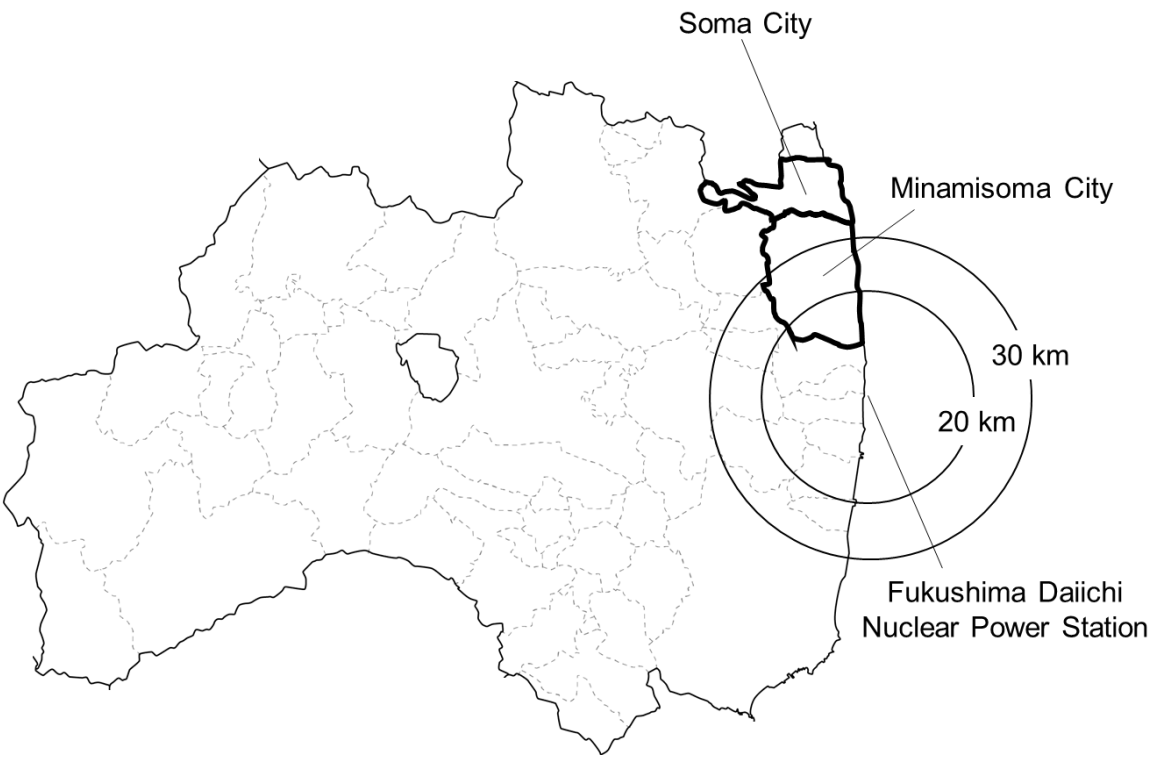 Soma City
Minamisoma City
30 km
20 km
Fukushima Daiichi
Nuclear Power Station